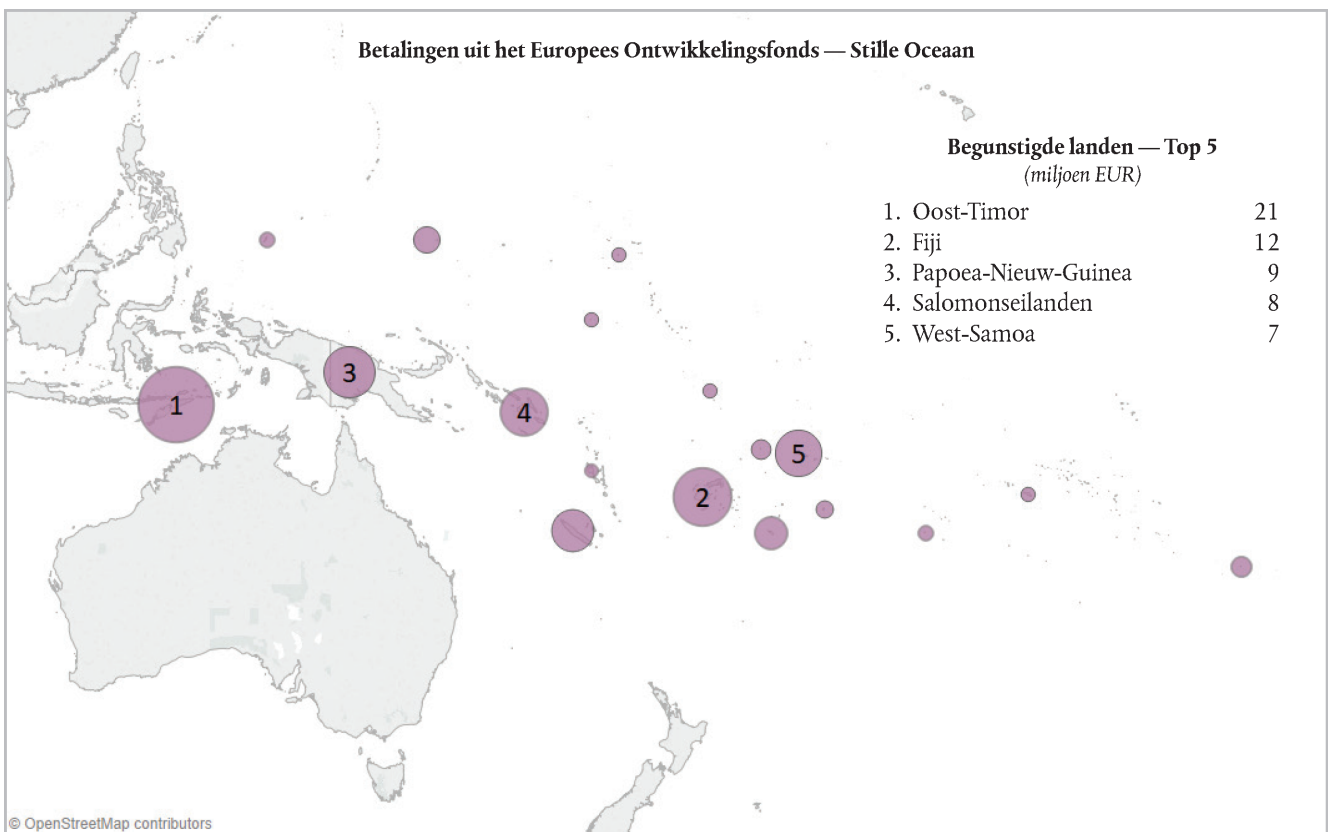 Betalingen uit het Europees Ontwikkelingsfonds — Stille Oceaan
Begunstigde landen — Top 5
(miljoen EUR)
1. Oost-Timor 21
2. Fiji 12
3. Papoea-Nieuw-Guinea 9
4. Salomonseilanden 8
5. West-Samoa 7
3
1
4
5
2
© OpenStreetMap contributors